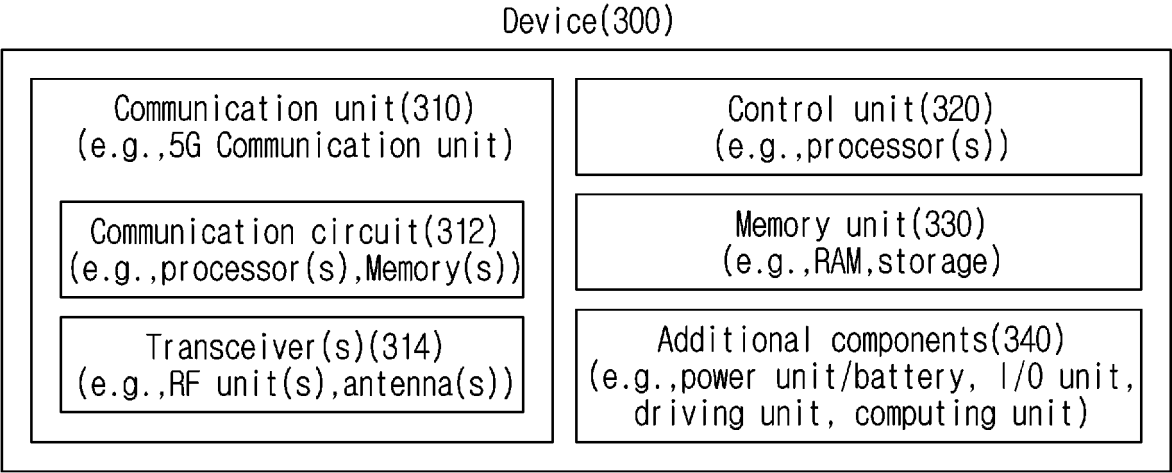 Device(300)
Communication unit(310)
(e.g.,5G Communication unit)
Communication circuit(312)
(e.g.,processor(s),Memory(s))
Transceiver(s)(314)
(e.g.,RF unit(s),antenna(s))
Control unit(320)
(e.g.,processor(s))
Memory unit(330)
(e.g.,RAM,storage)
Additional components(340)
(e.g.,power unit/battery, I/O unit,
driving unit, computing unit)